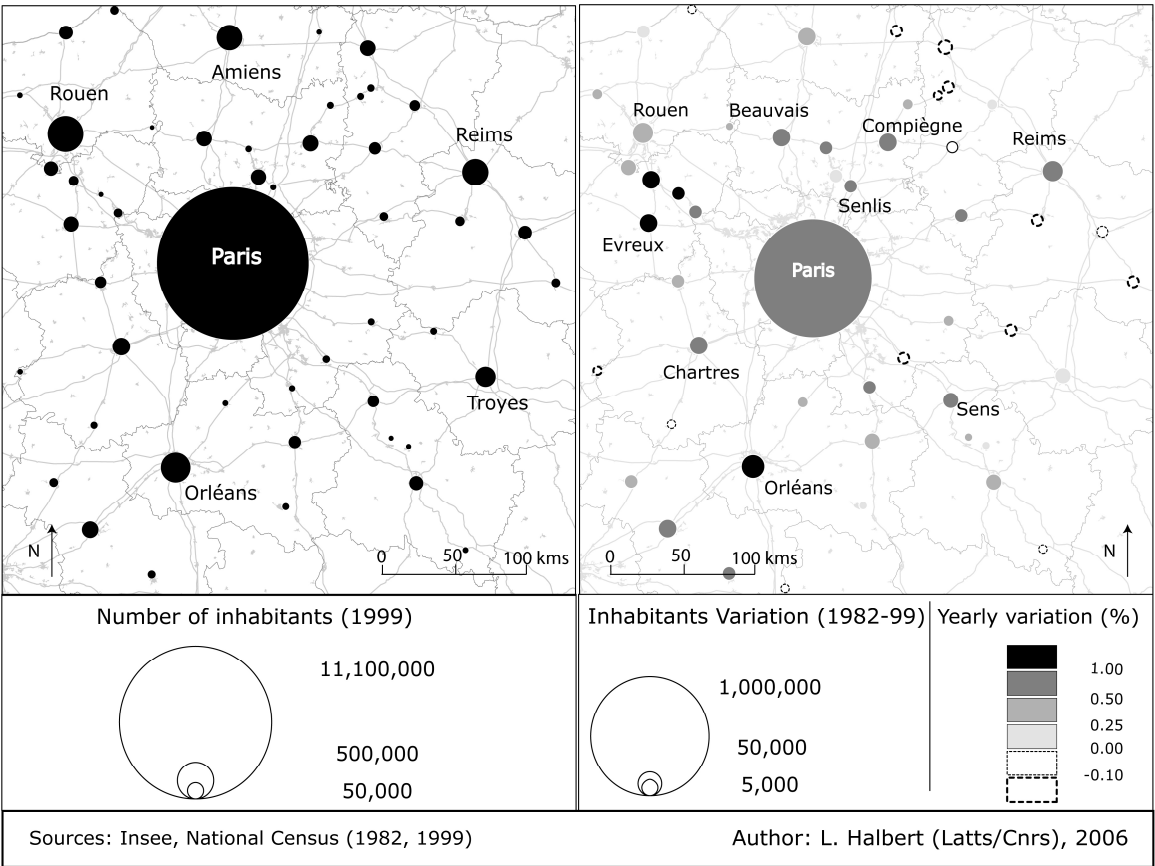 Amiens
Rouen
Reims
Paris
Troyes
Orléans
N
0 50 100 kms
Rouen
Beauvais
Compiègne
Reims
Senlis
Evreux
Paris
Chartres
Sens
Orléans
0 50 100 kms
N
Number of inhabitants (1999)
11,100,000
500,000
50,000
Inhabitants Variation (1982-99)
1,000,000
50,000
5,000
Yearly variation (%)
1.00
0.50
0.25
0.00
-0.10
Sources: Insee, National Census (1982, 1999)
Author: L. Halbert (Latts/Cnrs), 2006